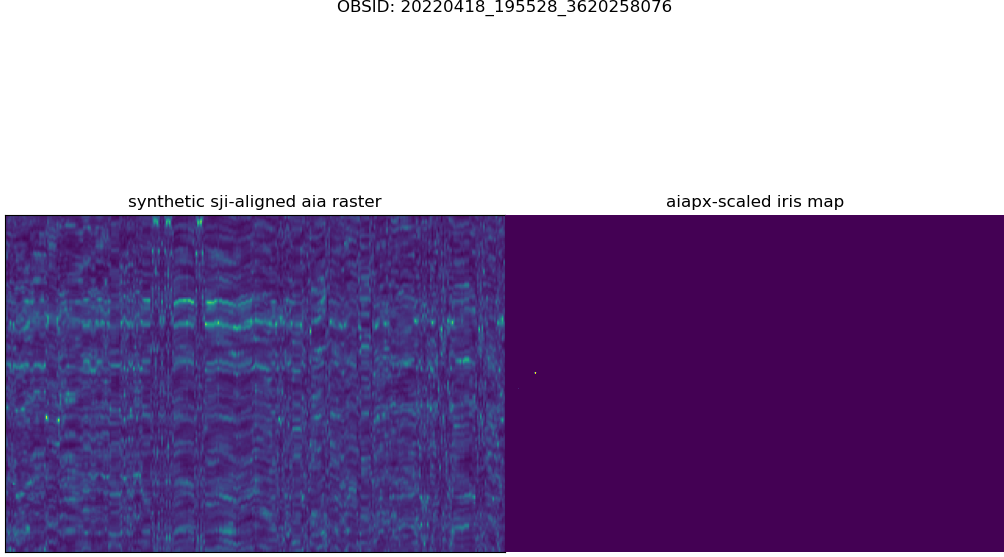 OBSID: 20220418_195528_3620258076
synthetic sji-aligned aia raster
aiapx-scaled iris map